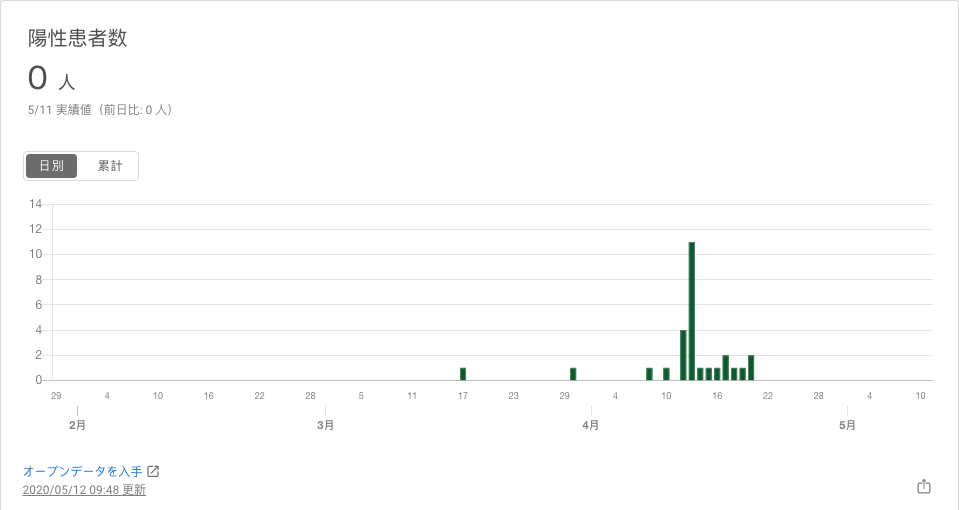 陽性患者数
0 人
5/11 実績値（前日比: 0 人）
日別 累計
14
12
10
8
6
4
2
0
29 4 10 16 22 28 5 11 17 23 29 4 10 16 22 28 4 10
2月 3月 4月 5月
オープンデータを入手
2020/05/12 09:48 更新